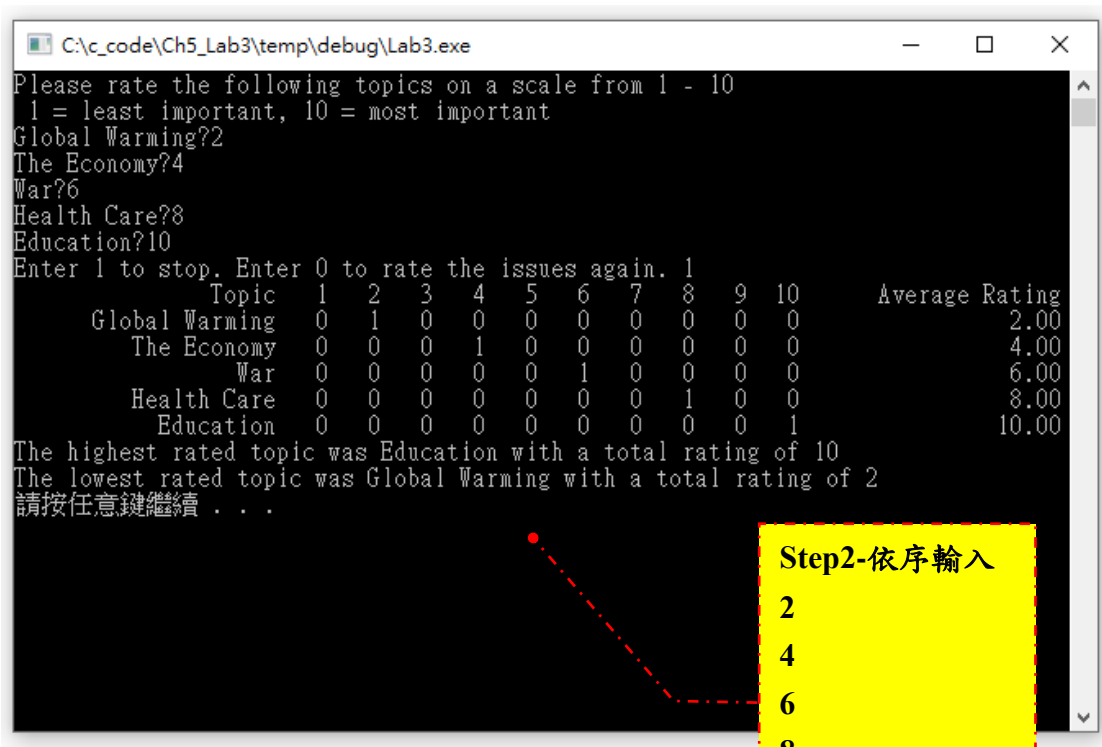 C:\c_code\Ch5_Lab3\temp\debug\Lab3.exe
Please rate the following topics on a scale from 1 - 10
1 = least important, 10 = most important
Global Warming?2
The Economy?4
War?6
Health Care?8
Education?10
Enter 1 to stop. Enter 0 to rate the issues again. 1
Topic 1 2 3 4 5 6 7 8 9 10 Average Rating
Global Warming 0 1 0 0 0 0 0 0 0 0 2.00
The Economy 0 0 0 1 0 0 0 0 0 0 4.00
War 0 0 0 0 0 1 0 0 0 0 6.00
Health Care 0 0 0 0 0 0 0 1 0 0 8.00
Education 0 0 0 0 0 0 0 0 0 1 10.00
The highest rated topic was Education with a total rating of 10
The lowest rated topic was Global Warming with a total rating of 2
請按任意鍵繼續 . . .
Step2-依序輸入
2
4
6